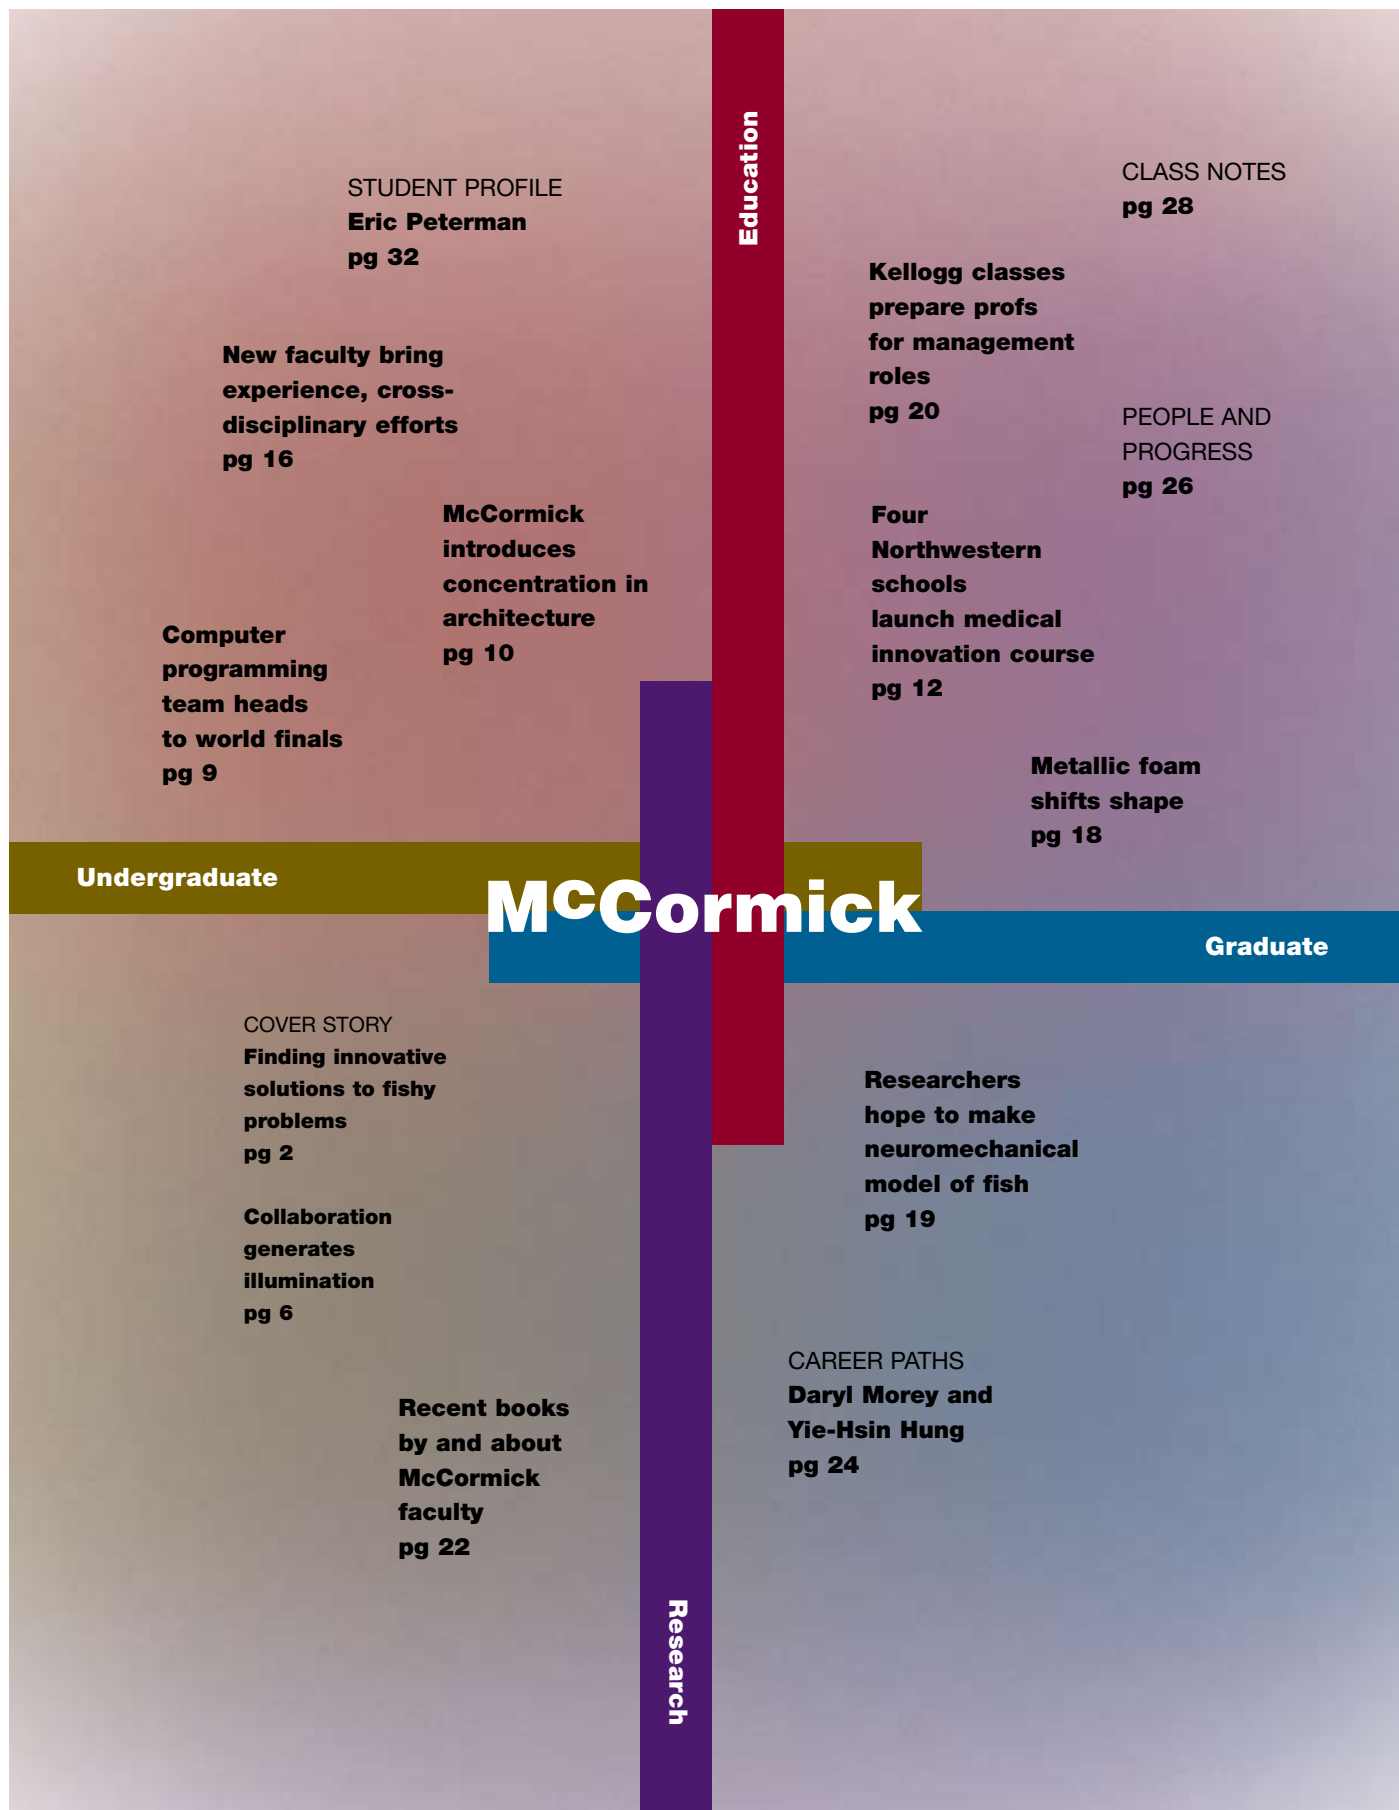 Education
STUDENT PROFILE
Eric Peterman
pg 32
New faculty bring
experience, cross-
disciplinary efforts
pg 16
McCormick
introduces
concentration in
architecture
pg 10
Computer
programming
team heads
to world finals
pg 9
CLASS NOTES
pg 28
Kellogg classes
prepare profs
for management
roles
pg 20
PEOPLE AND
PROGRESS
pg 26
Four
Northwestern
schools
launch medical
innovation course
pg 12
Metallic foam
shifts shape
pg 18
Undergraduate
McCormick
Graduate
COVER STORY
Finding innovative
solutions to fishy
problems
pg 2
Collaboration
generates
illumination
pg 6
Recent books
by and about
McCormick
faculty
pg 22
Researchers
hope to make
neuromechanical
model of fish
pg 19
CAREER PATHS
Daryl Morey and
Yie-Hsin Hung
pg 24
Research